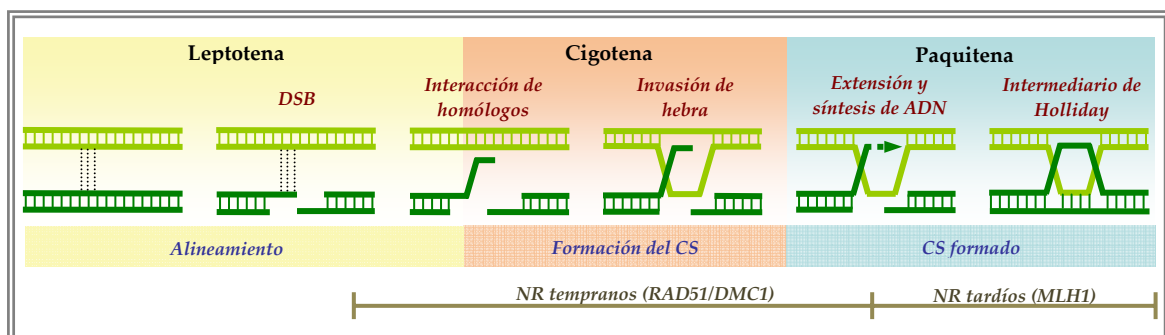 Leptotena
Cigotena
Paquitena
DSB
Interacción de
homólogos
Invasión de
hebra
Extensión y
síntesis de ADN
Intermediario de
Holliday
Alineamiento
Formación del CS
CS formado
NR tempranos (RAD51/DMC1)
NR tardíos (MLH1)